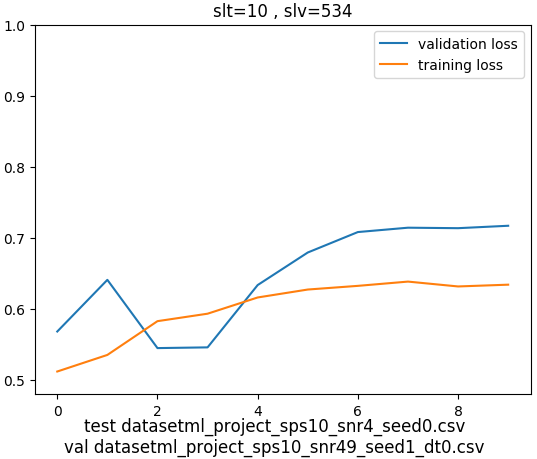 slt=10 , slv=534
1.0
validation loss
training loss
0.9
0.8
0.7
0.6
0.5
0 2 4 6 8
test datasetml_project_sps10_snr4_seed0.csv
val datasetml_project_sps10_snr49_seed1_dt0.csv